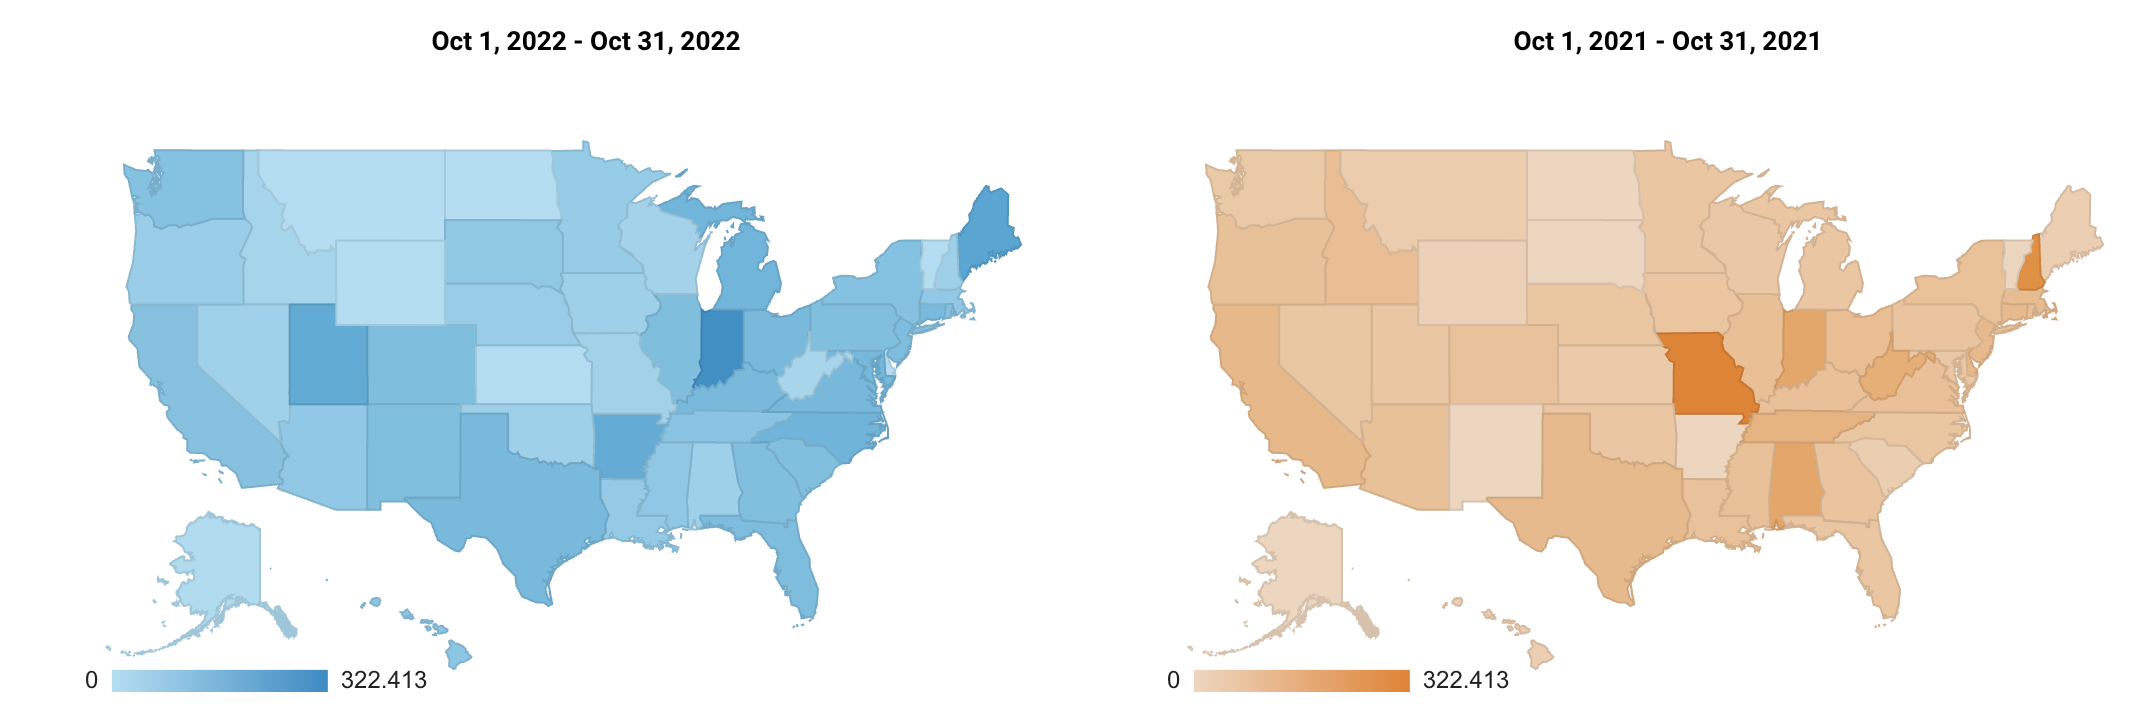 Oct 1, 2022 - Oct 31, 2022
Oct 1, 2021 - Oct 31, 2021
0 322.413
0 322.413